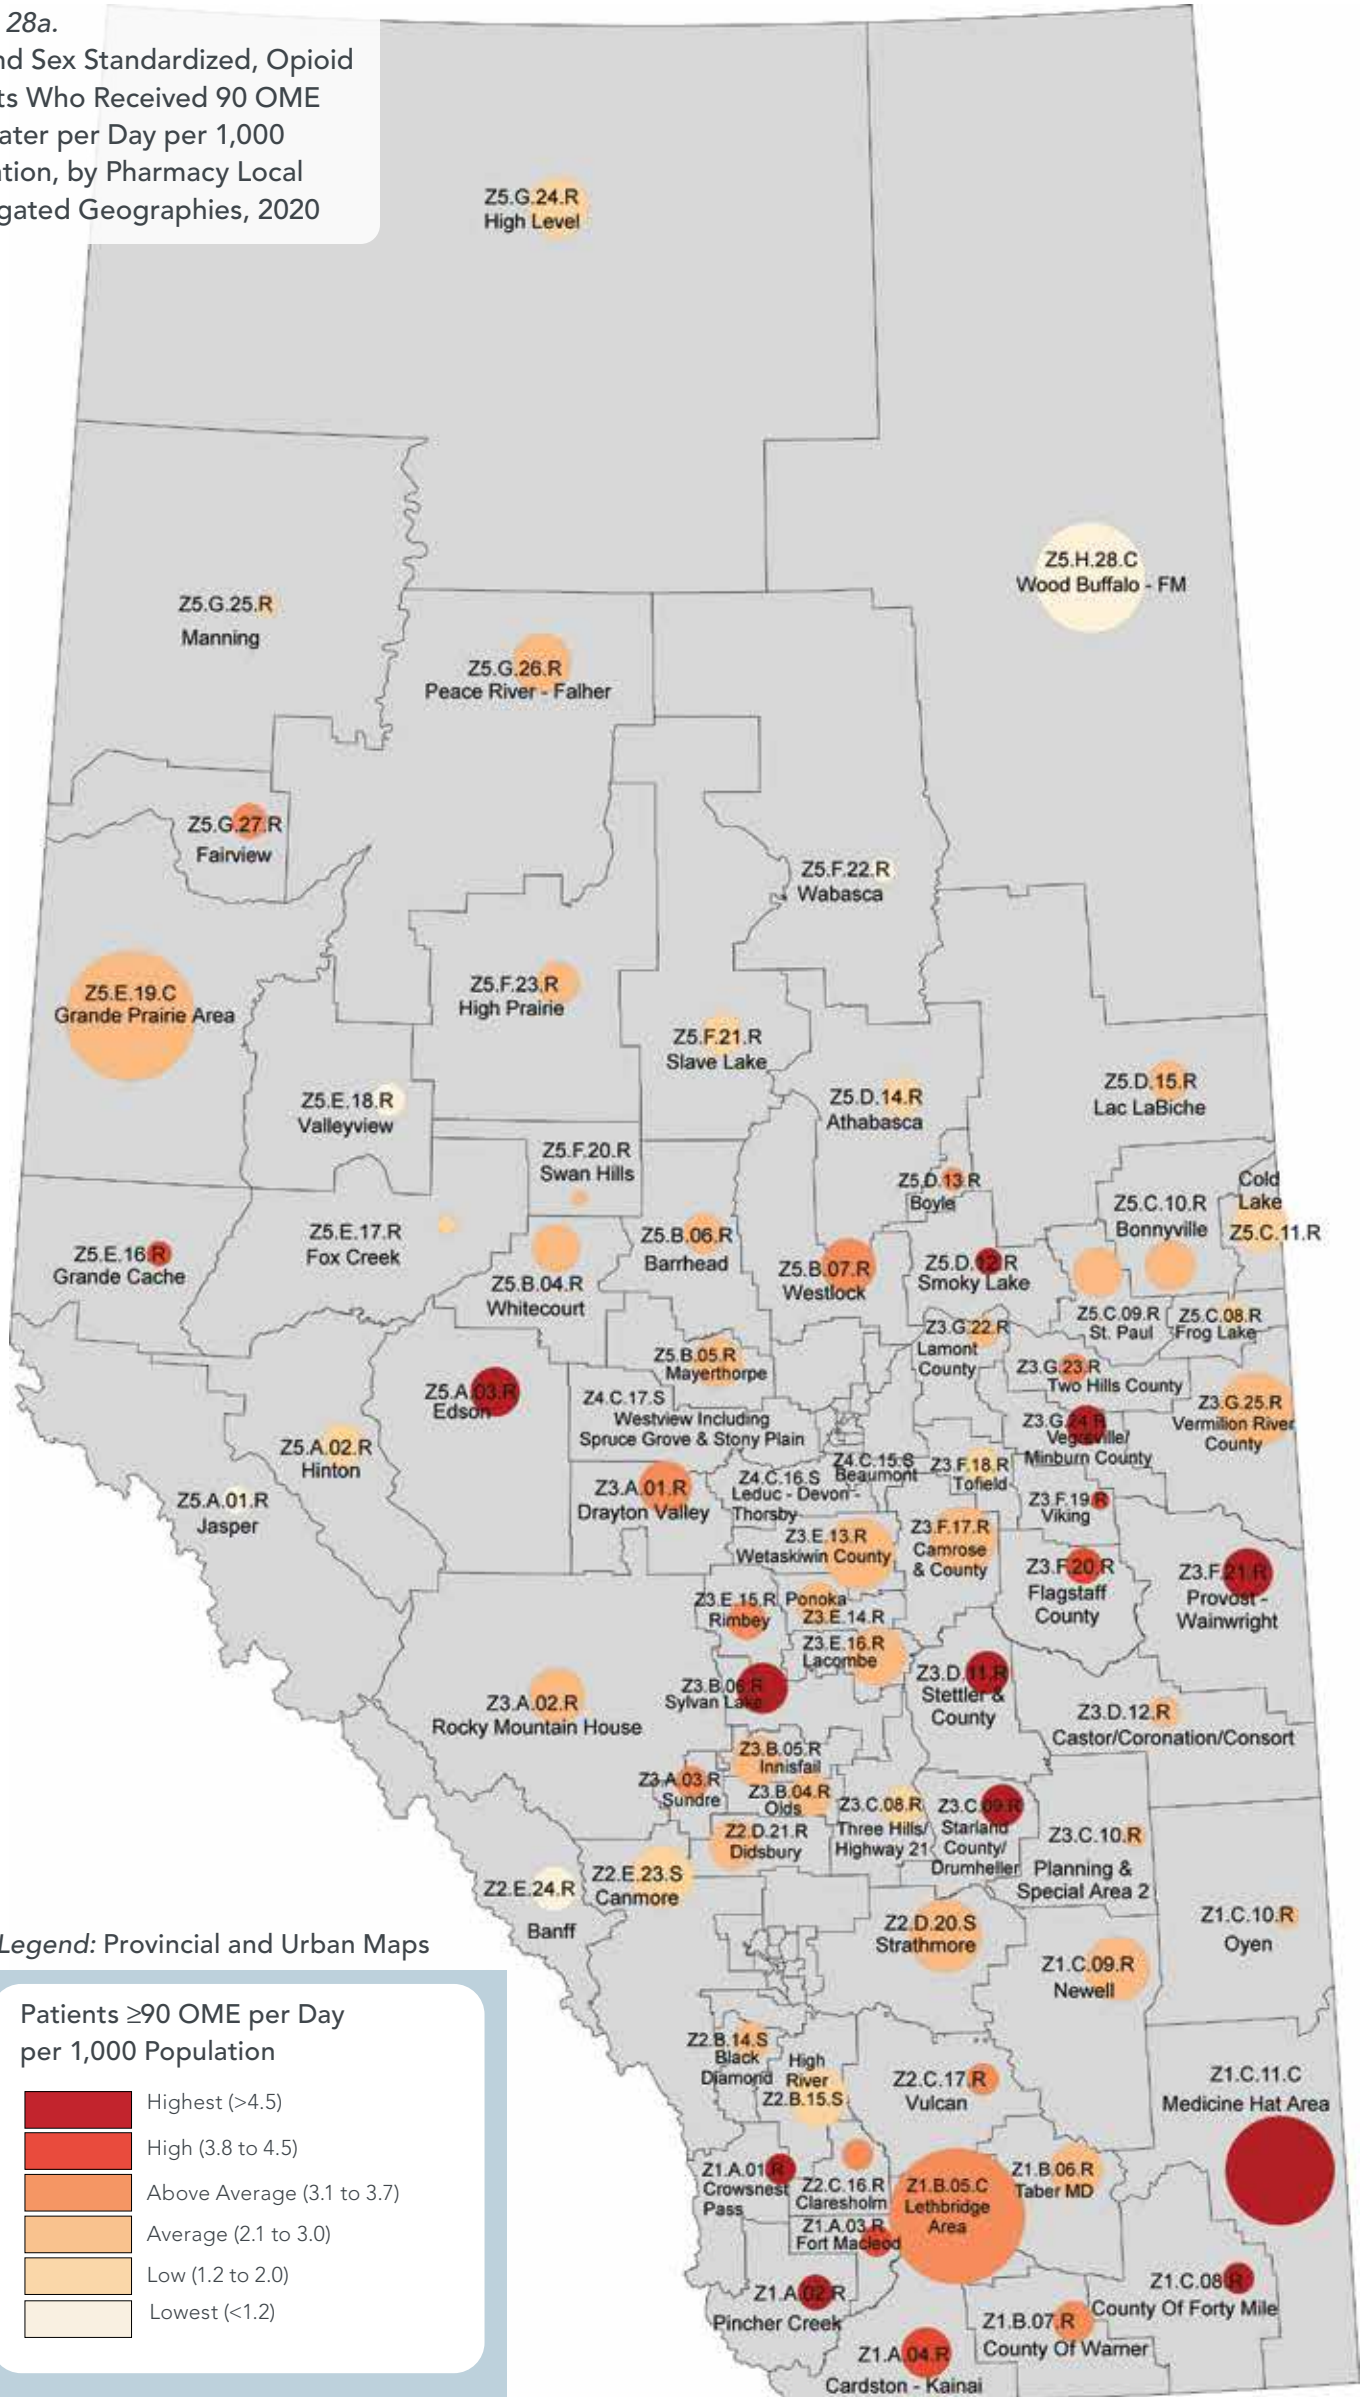 28a.
nd Sex Standardized, Opioid
ts Who Received 90 OME
ater per Day per 1,000
ation, by Pharmacy Local
gated Geographies, 2020
Z5.G.24.R
High Level
Z5.H.28.C
Wood Buffalo - FM
Z5.G.25.R
Manning
Z5.G.26.R
Peace River - Falher
Z5.G.27.R
Fairview
Z5.F.22.R
Wabasca
Z5.E.19.C
Grande Prairie Area
Z5.F.23.R
High Prairie
Z5.F.21.R
Slave Lake
Z5.E.18.R
Valleyview
Z5.D.14.R
Athabasca
Z5.D.15.R
Lac LaBiche
Z5.F.20.R
Swan Hills
Z5.D.13.R
Boyle
Z5.C.10.R
Bonnyville
Cold
Lake
Z5.C.11.R
Z5.E.16.R
Grande Cache
Z5.E.17.R
Fox Creek
Z5.B.04.R
Whitecourt
Z5.B.06.R
Barrhead
Z5.B.07.R
Westlock
Z5.D.12.R
Smoky Lake
Z5.C.09.R
St. Paul
Z5.C.08.R
Frog Lake
Z3.G.22.R
Lamont
County
Z5.B.05.R
Mayerthorpe
Z3.G.23.R
Two Hills County
Z5.A.03.R
Edson
Z4.C.17.S
Westview Including
Spruce Grove & Stony Plain
Z3.G.24.R
Vegreville/
Minburn County
Z3.G.25.R
Vermilion River
County
Z5.A.02.R
Hinton
Z5.A.01.R
Jasper
Z3.A.01.R
Drayton Valley
Z4.C.16.S
Leduc - Devon -
Thorsby
Z4.C.15.S
Beaumont
Z3.F.18.R
Tofield
Z3.F.19.R
Viking
Z3.E.13.R
Wetaskiwin County
Z3.F.17.R
Camrose
& County
Z3.F.20.R
Flagstaff
County
Z3.F.21.R
Provost -
Wainwright
Z3.E.15.R
Rimbey
Ponoka
Z3.E.14.R
Z3.E.16.R
Lacombe
Z3.A.02.R
Rocky Mountain House
Z3.B.06.R
Sylvan Lake
Z3.D.11.R
Stettler &
County
Z3.D.12.R
Castor/Coronation/Consort
Z3.B.05.R
Innisfail
Z3.A.03.R
Sundre
Z3.B.04.R
Olds
Z3.C.08.R
Three Hills/
Highway 21
Z3.C.09.R
Starland
County/
Drumheller
Z3.C.10.R
Planning &
Special Area 2
Z2.D.21.R
Didsbury
Z2.E.23.S
Canmore
Z2.E.24.R
Banff
Z2.D.20.S
Strathmore
Z1.C.10.R
Oyen
Z1.C.09.R
Newell
Z2.B.14.S
Black
Diamond
High
River
Z2.B.15.S
Z2.C.17.R
Vulcan
Z1.C.11.C
Medicine Hat Area
Z1.A.01.R
Crowsnest
Pass
Z2.C.16.R
Claresholm
Z1.B.05.C
Lethbridge
Area
Z1.B.06.R
Taber MD
Z1.A.03.R
Fort Macleod
Z1.A.02.R
Pincher Creek
Z1.C.08.R
County Of Forty Mile
Z1.B.07.R
County Of Warner
Z1.A.04.R
Cardston - Kainai
Legend: Provincial and Urban Maps
Patients ≥90 OME per Day
per 1,000 Population
Highest (>4.5)
High (3.8 to 4.5)
Above Average (3.1 to 3.7)
Average (2.1 to 3.0)
Low (1.2 to 2.0)
Lowest (<1.2)